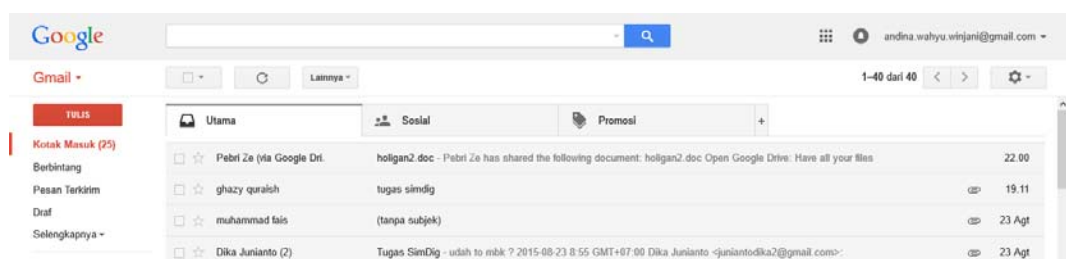 Google
andina.wahyu.winjani@gmail.com
Gmail
Lainnya
1–40 dari 40
TULIS
Utama
Sosial
Promosi
+
Kotak Masuk (25)
Berbintang
Pesan Terkirim
Draf
Selengkapnya
Pebri Ze (via Google Dri. holigan2.doc - Pebri Ze has shared the following document: holigan2.doc Open Google Drive: Have all your files 22.00
ghazy quraish tugas simdig 19.11
muhammad fais (tanpa subjek) 23 Agt
Dika Junianto (2) Tugas SimDig - udah to mbk ? 2015-08-23 8:55 GMT+07:00 Dika Junianto <juniantodika2@gmail.com>: 23 Agt